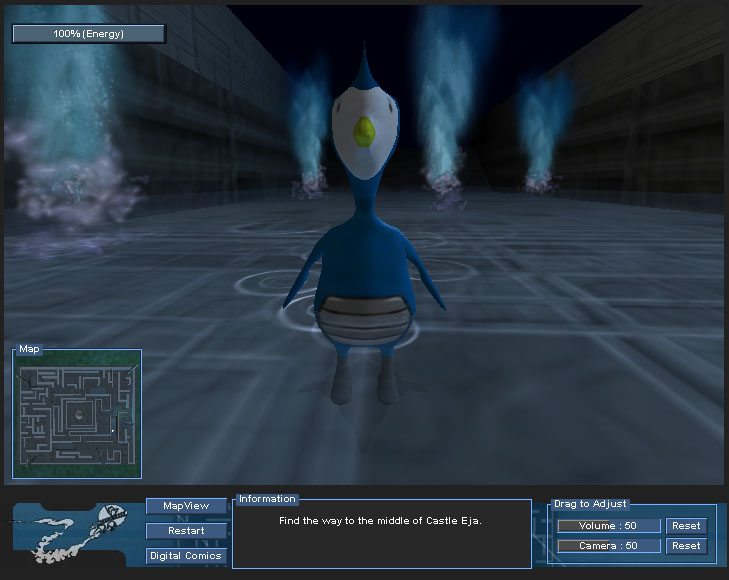 100% (Energy)
Map
MapView
Restart
Digital Comics
Information
Find the way to the middle of Castle Eja.
Drag to Adjust
Volume : 50
Reset
Camera : 50
Reset